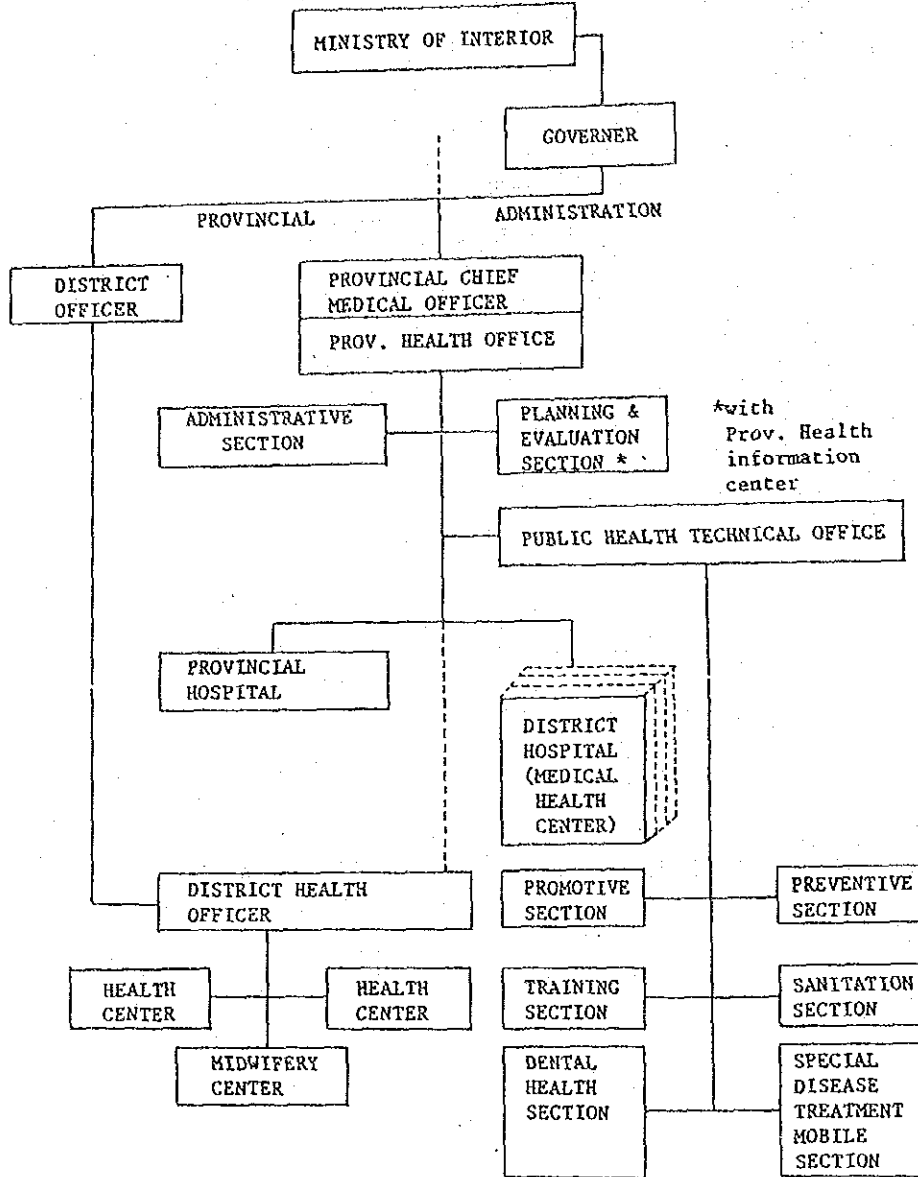 MINISTRY OF INTERIOR
GOVERNER
PROVINCIAL
ADMINISTRATION
DISTRICT
OFFICER
PROVINCIAL CHIEF
MEDICAL OFFICER
PROV. HEALTH OFFICE
ADMINISTRATIVE
SECTION
PLANNING &
EVALUATION
SECTION *
*with
Prov. Health
information
center
PUBLIC HEALTH TECHNICAL OFFICE
PROVINCIAL
HOSPITAL
DISTRICT
HOSPITAL
(MEDICAL
HEALTH
CENTER)
DISTRICT HEALTH
OFFICER
PROMOTIVE
SECTION
PREVENTIVE
SECTION
HEALTH
CENTER
HEALTH
CENTER
TRAINING
SECTION
SANITATION
SECTION
MIDWIFERY
CENTER
DENTAL
HEALTH
SECTION
SPECIAL
DISEASE
TREATMENT
MOBILE
SECTION